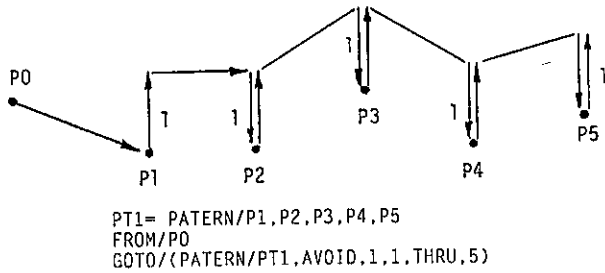 1
P0
1
1
1
1
P3
P5
P1
P2
P4
PT1= PATERN/P1,P2,P3,P4,P5
FROM/P0
GOTO/(PATERN/PT1,AVOID,1,1,THRU,5)